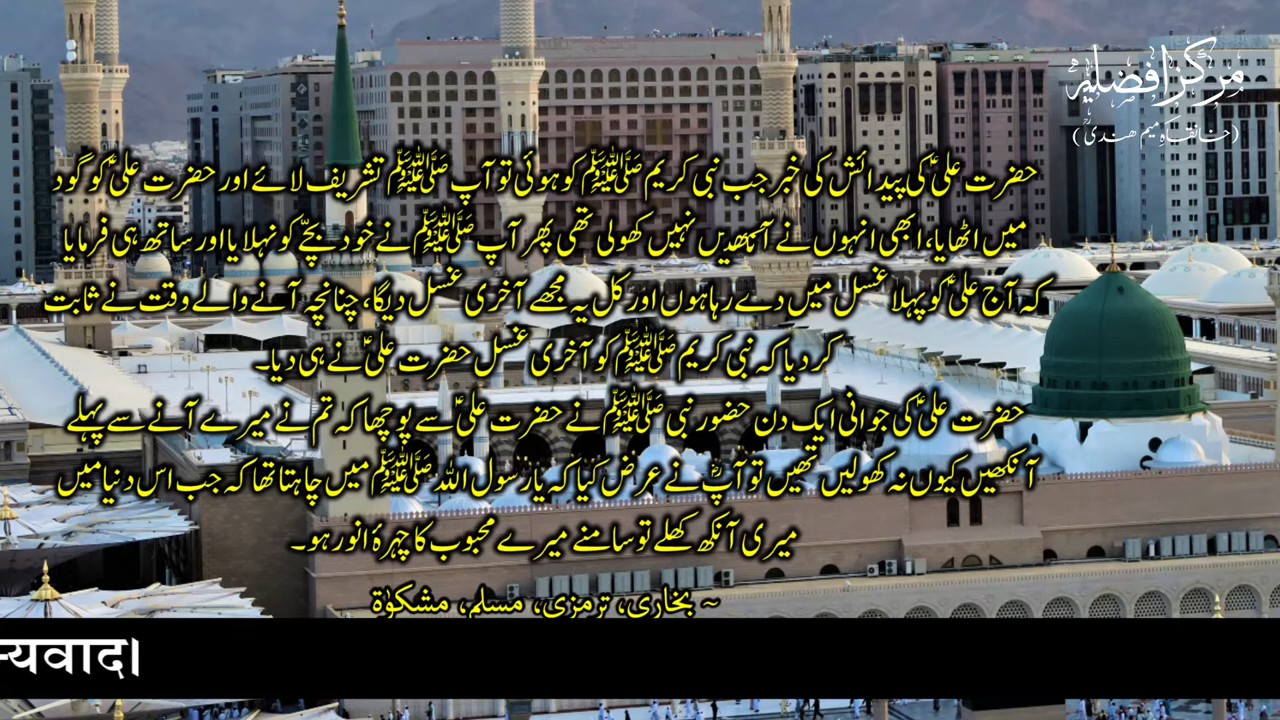 مرکز افضلیہ
(خانقاہِ میم ھندیؒ)
حضرت علیؑ کی پیدائش کی خبر جب نبی کریم ﷺ کو ہوئی تو آپ ﷺ تشریف لائے اور حضرت علیؑ کو گود
میں اٹھایا، ابھی انہوں نے آنکھیں نہیں کھولی تھی پھر آپ ﷺ نے خود بچّے کو نہلایا اور ساتھ ہی فرمایا
کہ آج علیؑ کو پہلا غسل میں دے رہا ہوں اور کل یہ مجھے آخری غسل دیگا، چنانچہ آنے والے وقت نے ثابت
کر دیا کہ نبی کریم ﷺ کو آخری غسل حضرت علیؑ نے ہی دیا۔
حضرت علیؑ کی جوانی ایک دن حضور نبی ﷺ نے حضرت علیؑ سے پوچھا کہ تم نے میرے آنے سے پہلے
آنکھیں کیوں نہ کھولیں تھیں تو آپؓ نے عرض کیا کہ یا رسول اللہ ﷺ میں چاہتا تھا کہ جب اس دنیا میں
میری آنکھ کھلے تو سامنے میرے محبوب کا چہرۂ انور ہو۔
~ بخاری، ترمزی، مسلم، مشکوٰۃ
न्यवाद।